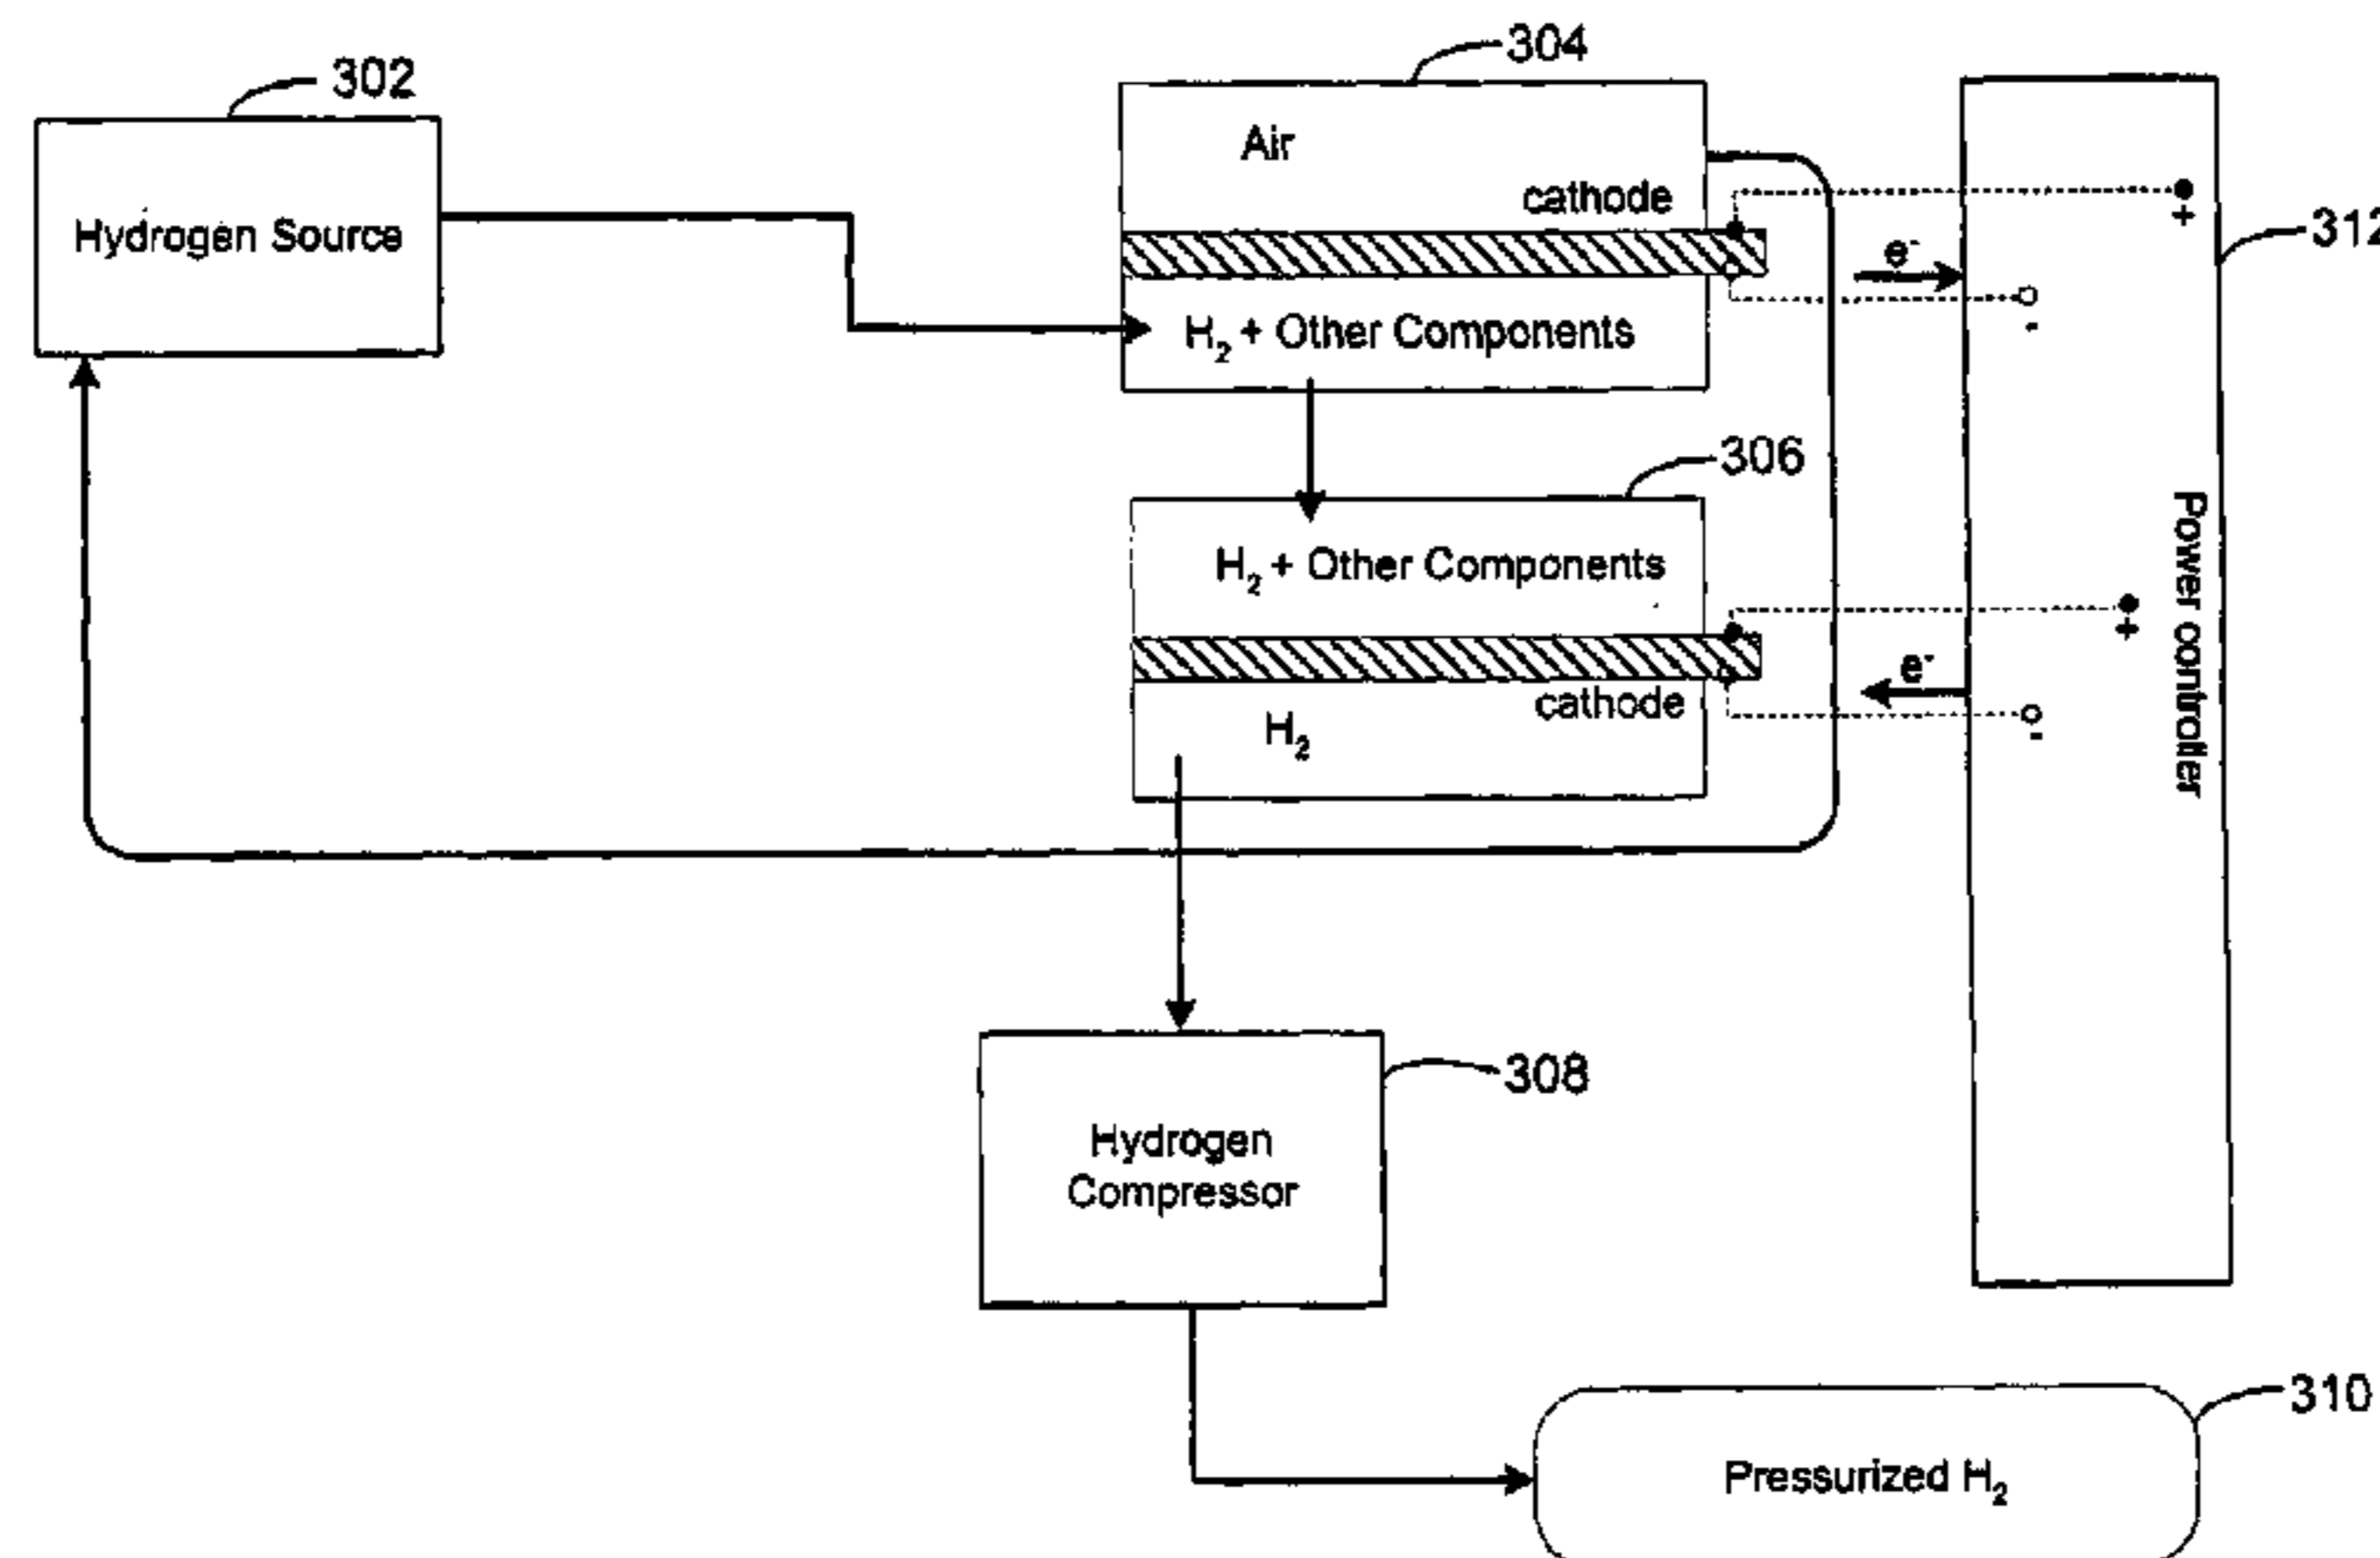 304
302
Air
Hydrogen Source
cathode
+
312
e-
H2 + Other Components
-
306
H2 + Other Components
+
Power controller
e-
cathode
H2
-
308
Hydrogen
Compressor
310
Pressurized H2